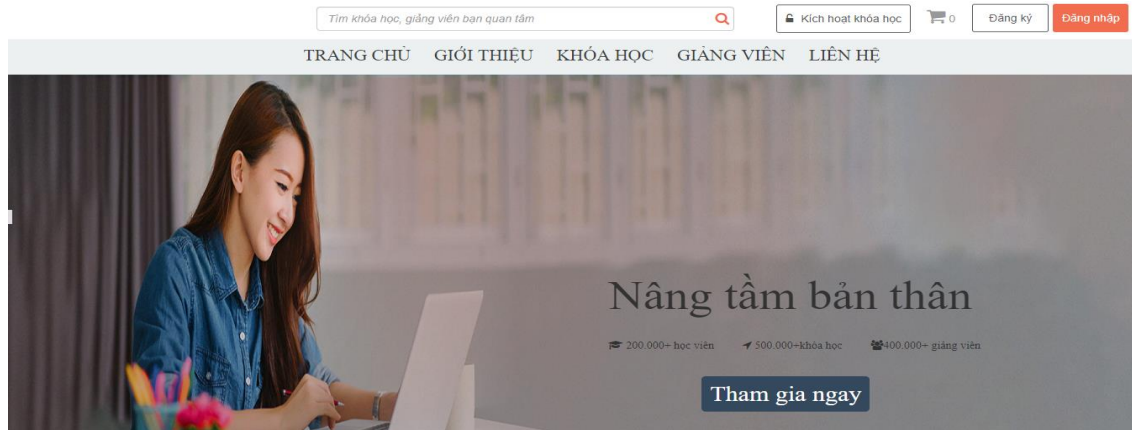 Tìm khóa học, giảng viên bạn quan tâm
Kích hoạt khóa học
0
Đăng ký
Đăng nhập
TRANG CHỦ GIỚI THIỆU KHÓA HỌC GIẢNG VIÊN LIÊN HỆ
Nâng tầm bản thân
200.000+ học viên 500.000+khóa học 400.000+ giảng viên
Tham gia ngay